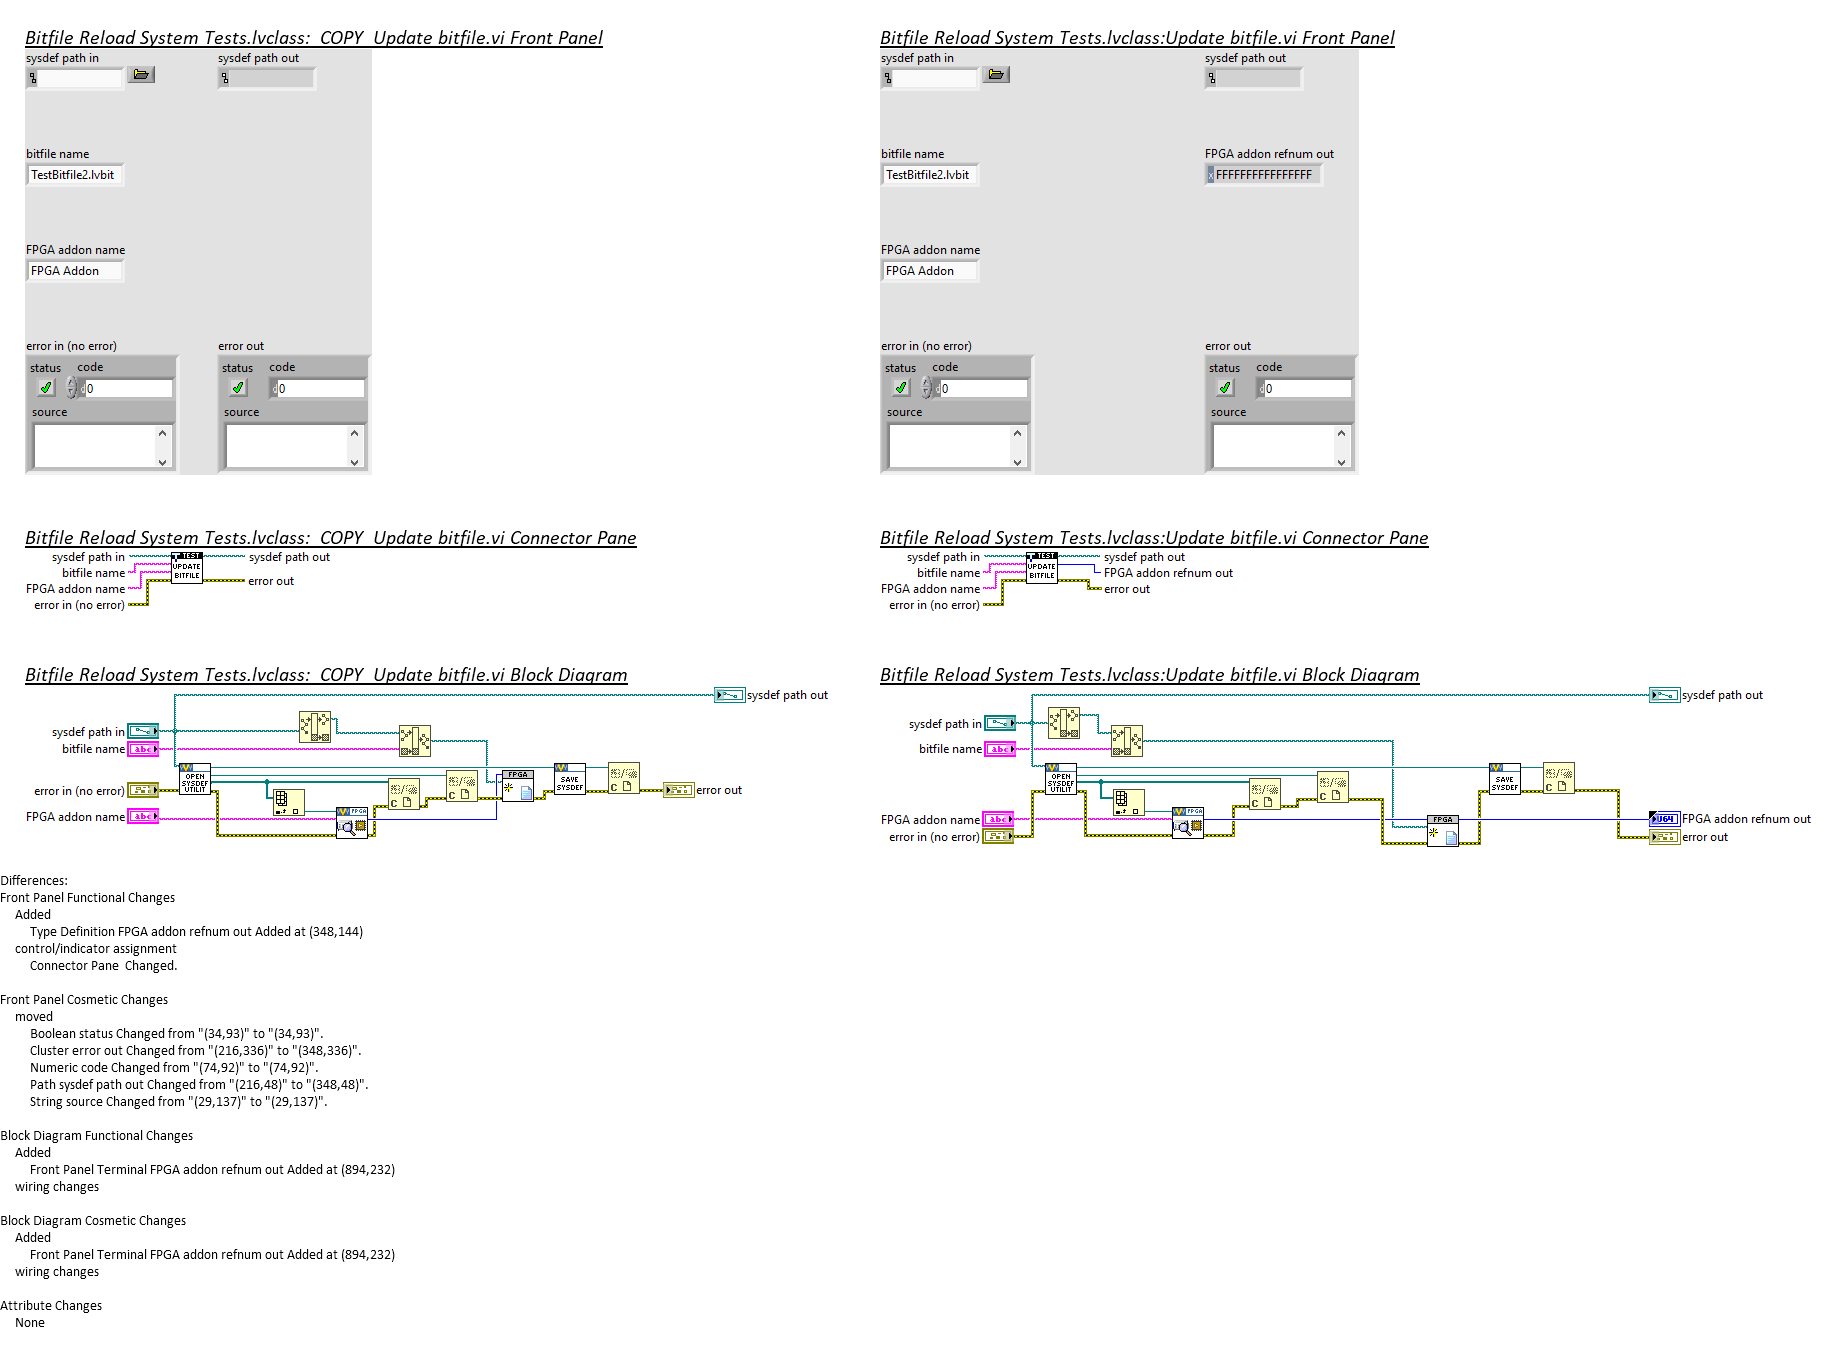 Bitfile Reload System Tests.lvclass:  COPY  Update bitfile.vi Front Panel
sysdef path in
sysdef path out
bitfile name
TestBitfile2.lvbit
FPGA addon name
FPGA Addon
error in (no error)
error out
status
code
status
code
0
0
source
source
Bitfile Reload System Tests.lvclass:Update bitfile.vi Front Panel
sysdef path in
sysdef path out
bitfile name
FPGA addon refnum out
TestBitfile2.lvbit
x FFFFFFFFFFFFFFFF
FPGA addon name
FPGA Addon
error in (no error)
error out
status
code
status
code
0
0
source
source
Bitfile Reload System Tests.lvclass:  COPY  Update bitfile.vi Connector Pane
sysdef path in
TEST
sysdef path out
UPDATE
bitfile name
BITFILE
error out
FPGA addon name
error in (no error)
Bitfile Reload System Tests.lvclass:Update bitfile.vi Connector Pane
sysdef path in
TEST
sysdef path out
UPDATE
bitfile name
FPGA addon refnum out
BITFILE
FPGA addon name
error out
error in (no error)
Bitfile Reload System Tests.lvclass:  COPY  Update bitfile.vi Block Diagram
sysdef path out
sysdef path in
bitfile name
abc
OPEN
SYSDEF
UTILIT
FPGA
SAVE
SYSDEF
C
C
C
error in (no error)
error out
FPGA addon name
abc
FPGA
Bitfile Reload System Tests.lvclass:Update bitfile.vi Block Diagram
sysdef path out
sysdef path in
bitfile name
abc
OPEN
SYSDEF
UTILIT
SAVE
SYSDEF
C
C
C
FPGA addon name
abc
FPGA
FPGA
U64
FPGA addon refnum out
error in (no error)
error out
Differences:
Front Panel Functional Changes
Added
Type Definition FPGA addon refnum out Added at (348,144)
control/indicator assignment
Connector Pane  Changed.
Front Panel Cosmetic Changes
moved
Boolean status Changed from "(34,93)" to "(34,93)".
Cluster error out Changed from "(216,336)" to "(348,336)".
Numeric code Changed from "(74,92)" to "(74,92)".
Path sysdef path out Changed from "(216,48)" to "(348,48)".
String source Changed from "(29,137)" to "(29,137)".
Block Diagram Functional Changes
Added
Front Panel Terminal FPGA addon refnum out Added at (894,232)
wiring changes
Block Diagram Cosmetic Changes
Added
Front Panel Terminal FPGA addon refnum out Added at (894,232)
wiring changes
Attribute Changes
None